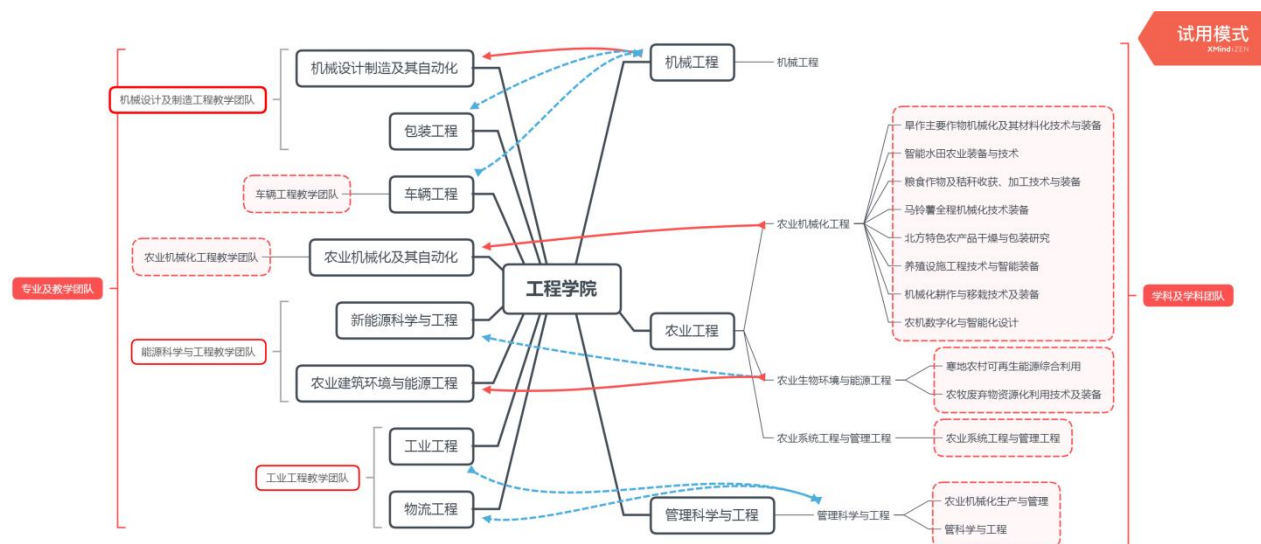 试用模式
XMind:ZEN
机械设计制造及其自动化
机械工程
机械工程
机械设计及制造工程教学团队
包装工程
旱作主要作物机械化及其材料化技术与装备
智能水田农业装备与技术
车辆工程教学团队
车辆工程
粮食作物及秸秆收获、加工技术与装备
马铃薯全程机械化技术装备
农业机械化工程
北方特色农产品干燥与包装研究
农业机械化工程教学团队
农业机械化及其自动化
养殖设施工程技术与智能装备
专业及教学团队
工程学院
机械化耕作与移栽技术及装备
学科及学科团队
新能源科学与工程
农业工程
农机数字化与智能化设计
能源科学与工程教学团队
农业建筑环境与能源工程
农业生物环境与能源工程
寒地农村可再生能源综合利用
农牧废弃物资源化利用技术及装备
工业工程
农业系统工程与管理工程
农业系统工程与管理工程
工业工程教学团队
物流工程
管理科学与工程
管理科学与工程
农业机械化生产与管理
管科学与工程